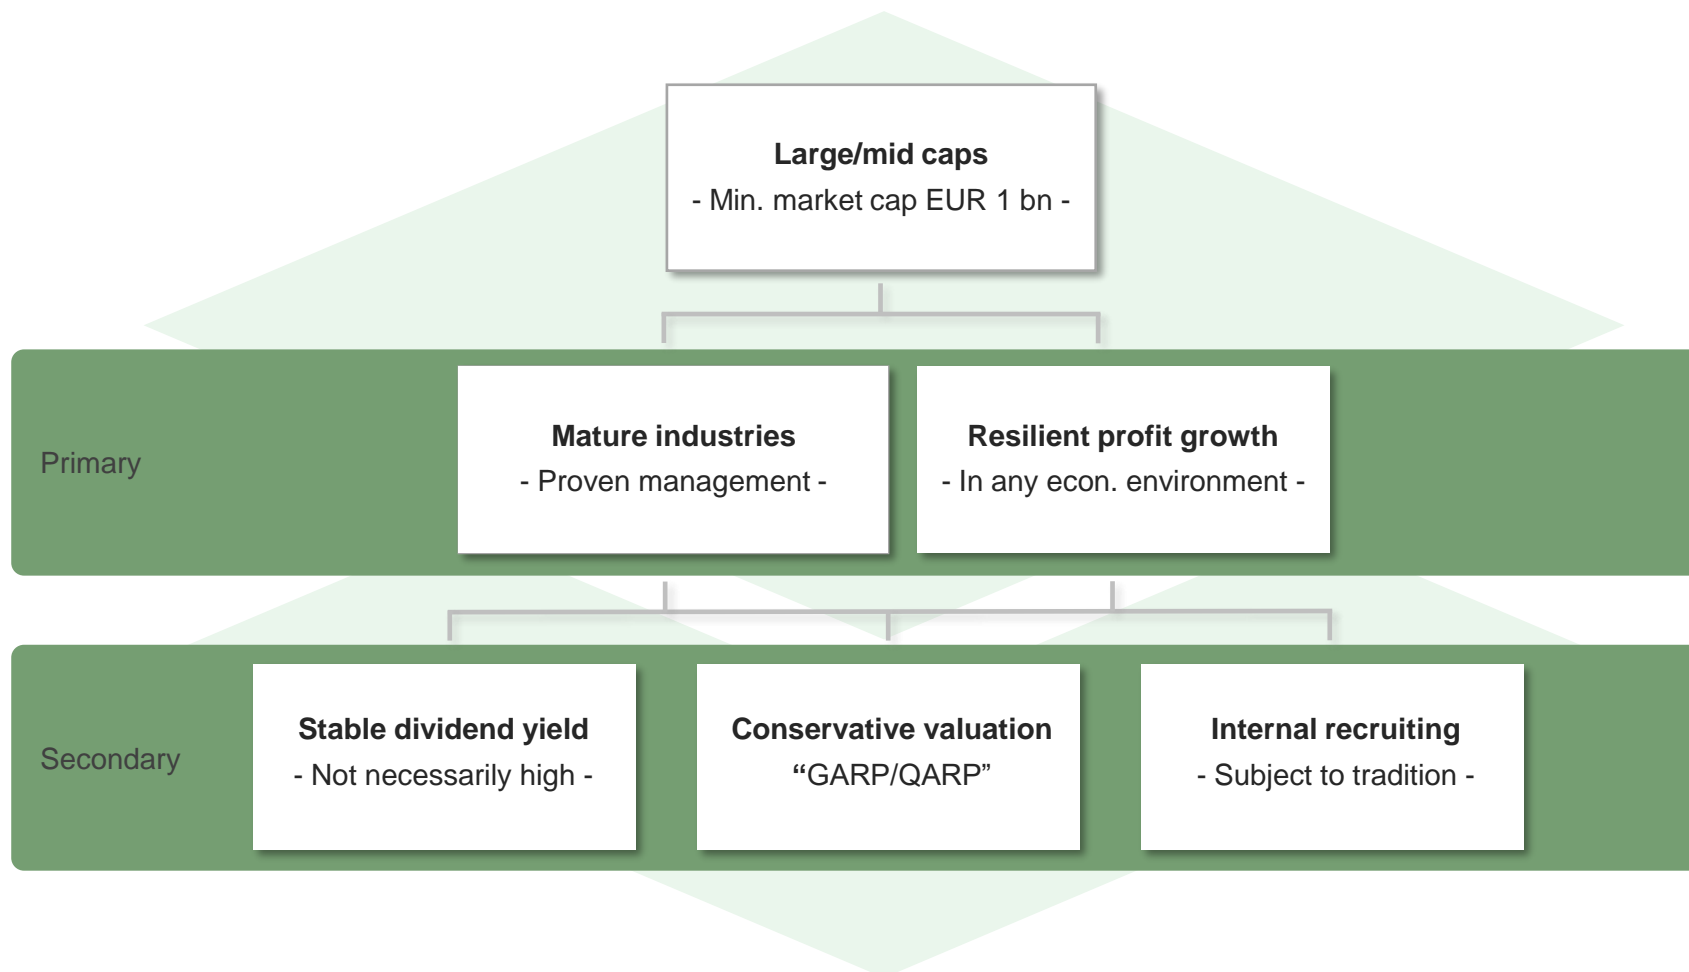 Large/mid caps
- Min. market cap EUR 1 bn -
Primary
Mature industries
- Proven management -
Resilient profit growth
- In any econ. environment -
Secondary
Stable dividend yield
- Not necessarily high -
Conservative valuation
“GARP/QARP”
Internal recruiting
- Subject to tradition -